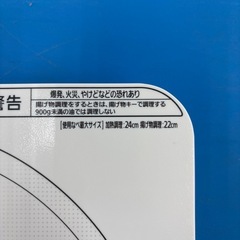 警告
爆発、火災、やけどなどの恐れあり
揚げ物調理をするときは、揚げ物キーで調理する
900g未満の油では調理しない
[使用なべ最大サイズ] 加熱調理:24cm 揚げ物調理:22cm